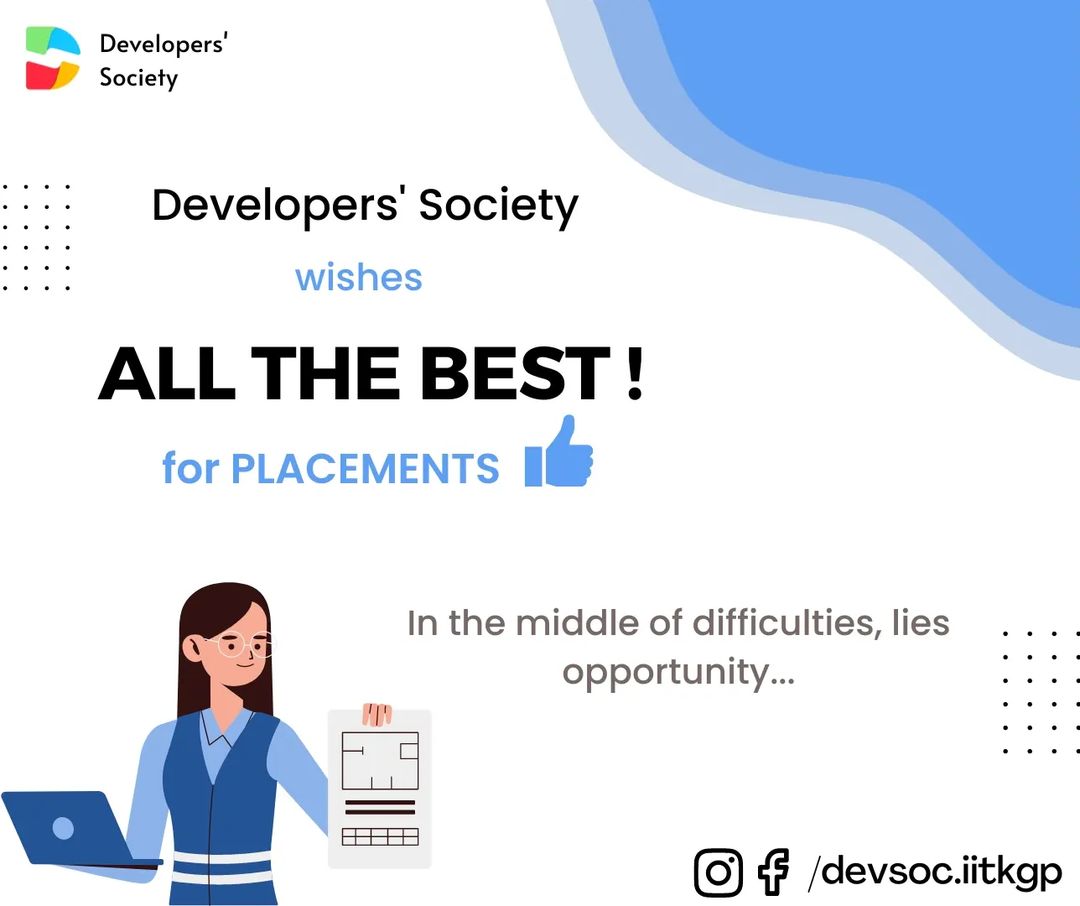 Developers'
Society
Developers' Society
wishes
ALL THE BEST !
for PLACEMENTS
In the middle of difficulties, lies
opportunity...
/devsoc.iitkgp